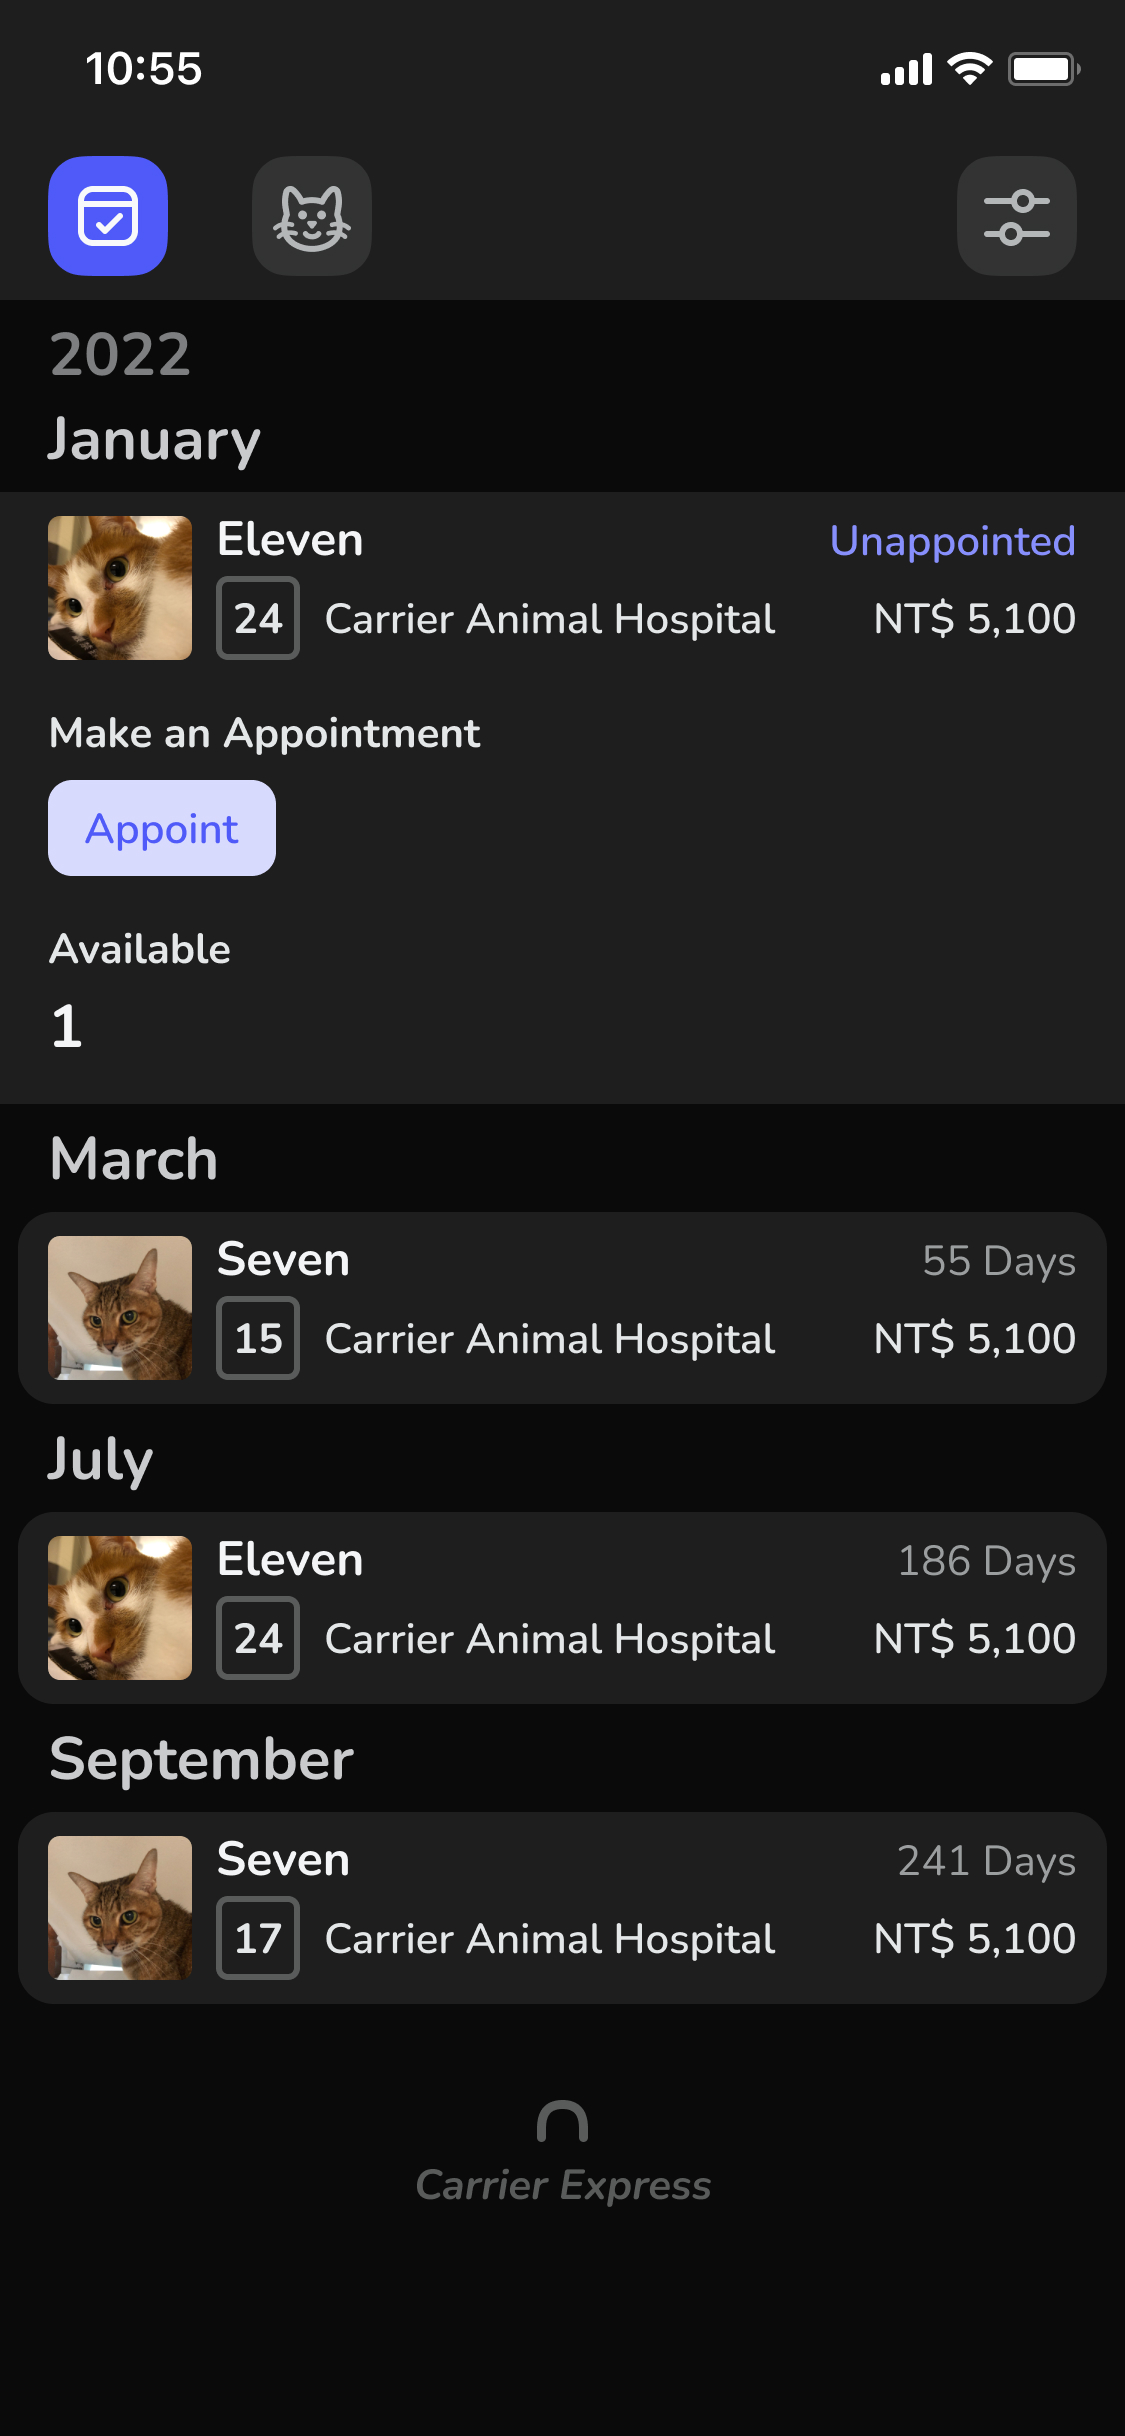 10:55
2022
January
Eleven
Unappointed
24 Carrier Animal Hospital NT$ 5,100
Make an Appointment
Appoint
Available
1
March
Seven
55 Days
15 Carrier Animal Hospital NT$ 5,100
July
Eleven
186 Days
24 Carrier Animal Hospital NT$ 5,100
September
Seven
241 Days
17 Carrier Animal Hospital NT$ 5,100
Carrier Express